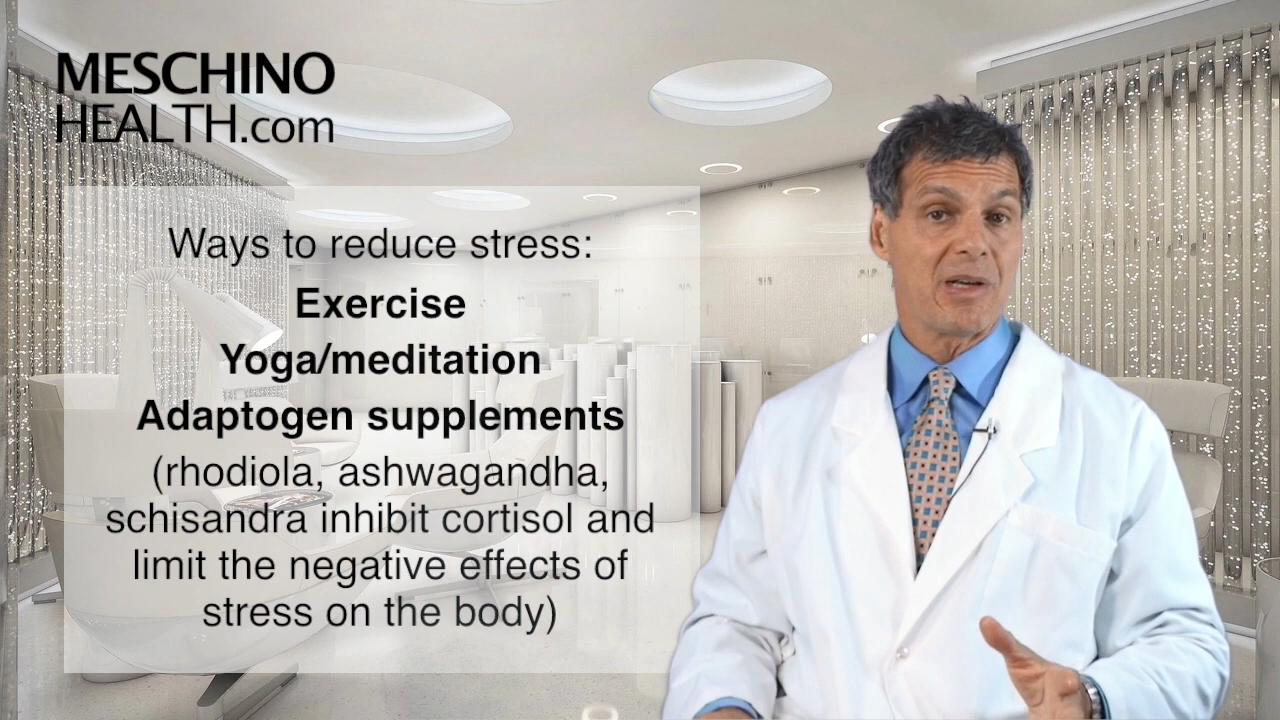 MESCHINO
HEALTH.com
Ways to reduce stress:
Exercise
Yoga/meditation
Adaptogen supplements
(rhodiola, ashwagandha,
schisandra inhibit cortisol and
limit the negative effects of
stress on the body)